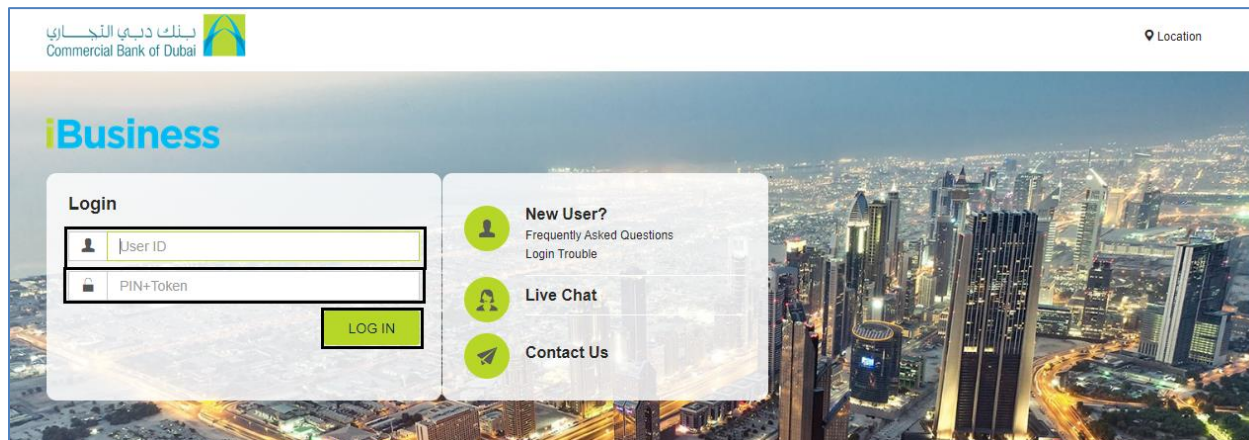 بنك دبي التجاري
Commercial Bank of Dubai
Location
iBusiness
Login
User ID
PIN+Token
LOG IN
New User?
Frequently Asked Questions
Login Trouble
Live Chat
Contact Us